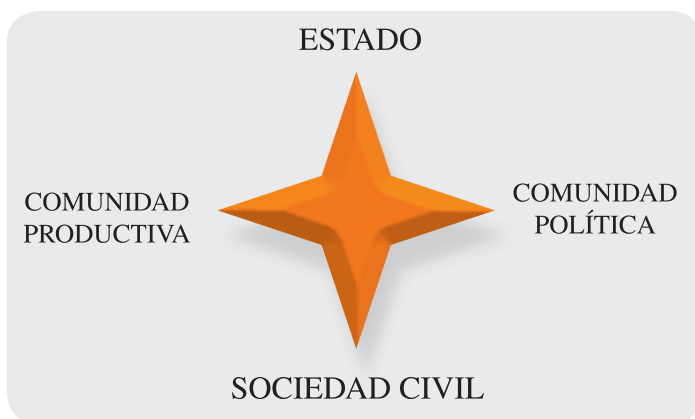 ESTADO
COMUNIDAD
PRODUCTIVA
COMUNIDAD
POLÍTICA
SOCIEDAD CIVIL